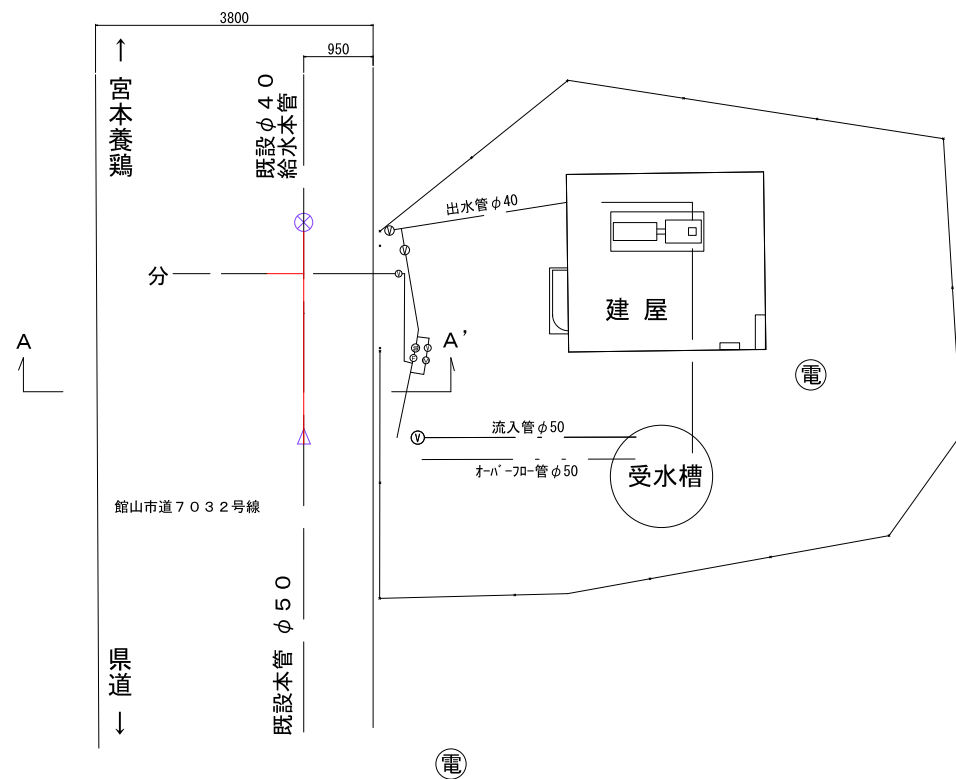 3800
950
宮本養鶏
既設φ４０
給水本管
出水管φ40
V
V
分
V
建 屋
A
A’
V
M
電
V
流入管φ50
ｵｰﾊﾞｰﾌﾛｰ管φ50
受水槽
館山市道７０３２号線
既設本管 φ５０
県道
電